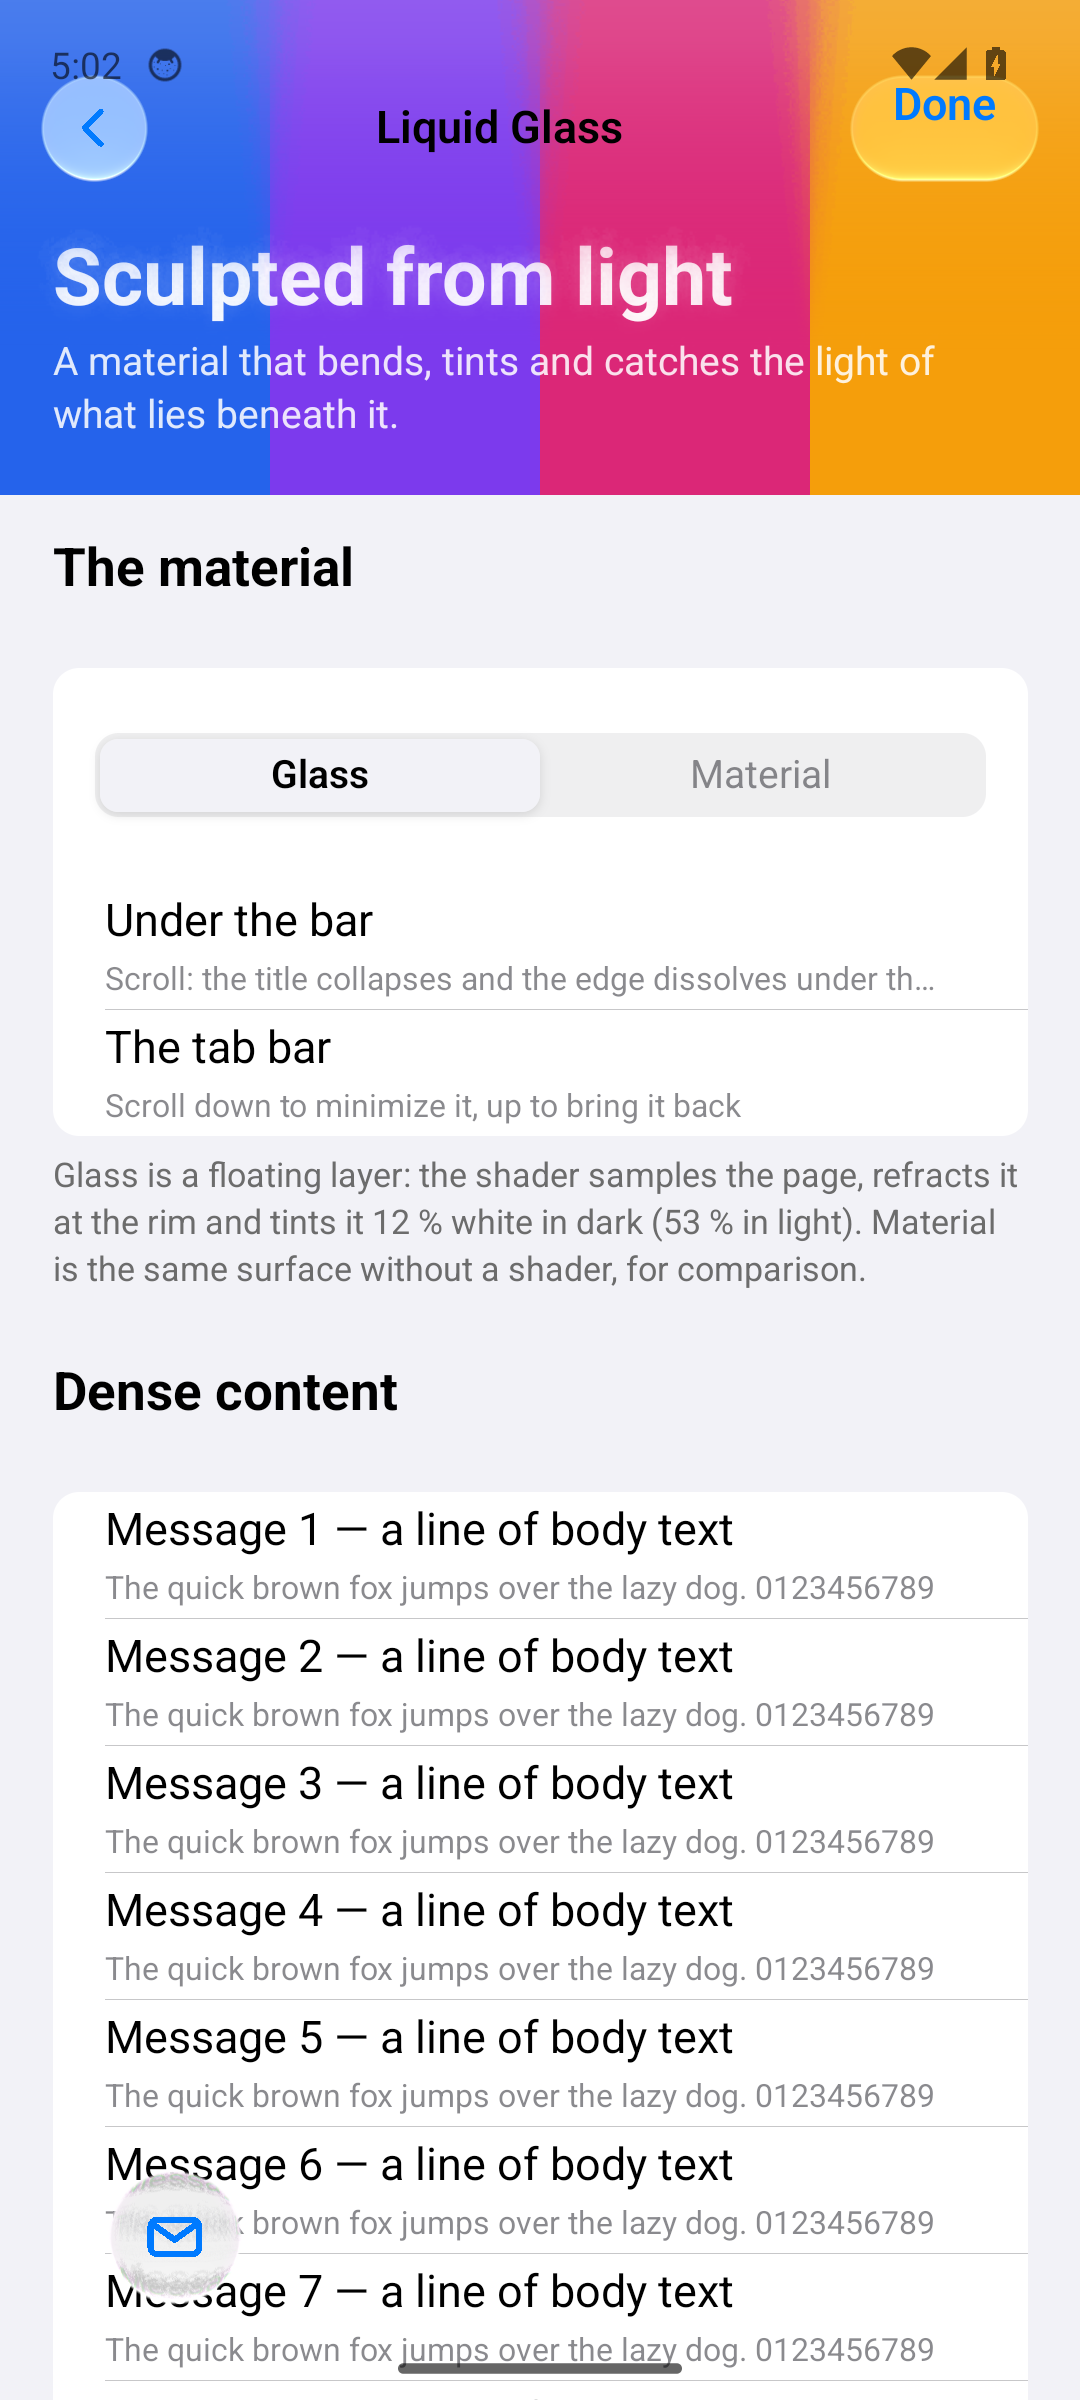 5:02
Liquid Glass
Done
Sculpted from light
A material that bends, tints and catches the light of
what lies beneath it.
The material
Glass
Material
Under the bar
Scroll: the title collapses and the edge dissolves under th…
The tab bar
Scroll down to minimize it, up to bring it back
Glass is a floating layer: the shader samples the page, refracts it
at the rim and tints it 12 % white in dark (53 % in light). Material
is the same surface without a shader, for comparison.
Dense content
Message 1 — a line of body text
The quick brown fox jumps over the lazy dog. 0123456789
Message 2 — a line of body text
The quick brown fox jumps over the lazy dog. 0123456789
Message 3 — a line of body text
The quick brown fox jumps over the lazy dog. 0123456789
Message 4 — a line of body text
The quick brown fox jumps over the lazy dog. 0123456789
Message 5 — a line of body text
The quick brown fox jumps over the lazy dog. 0123456789
Message 6 — a line of body text
brown fox jumps over the lazy dog. 0123456789
Message 7 — a line of body text
The quick brown fox jumps over the lazy dog. 0123456789